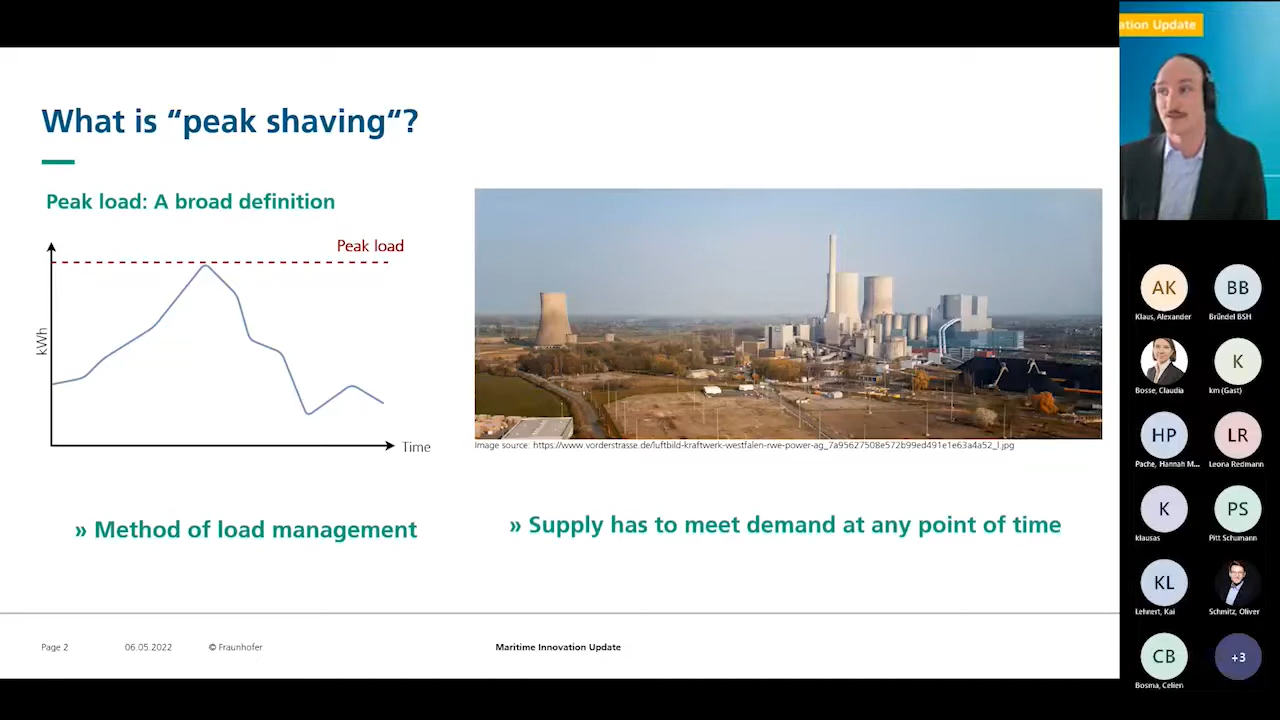 ation Update
What is “peak shaving“?
Peak load: A broad definition
Peak load
kWh
Time
Image source: https://www.vorderstrasse.de/luftbild-kraftwerk-westfalen-rwe-power-ag_7a95627508e572b99ed491e1e63a4a52_l.jpg
» Method of load management
» Supply has to meet demand at any point of time
Page 2
06.05.2022
© Fraunhofer
Maritime Innovation Update
AK
BB
Klaus, Alexander
Bründel BSH
K
Bosse, Claudia
km (Gast)
HP
LR
Pache, Hannah M...
Leona Redmann
K
PS
klausas
Pitt Schumann
KL
Lehnert, Kai
Schmitz, Oliver
CB
+3
Bosma, Celien